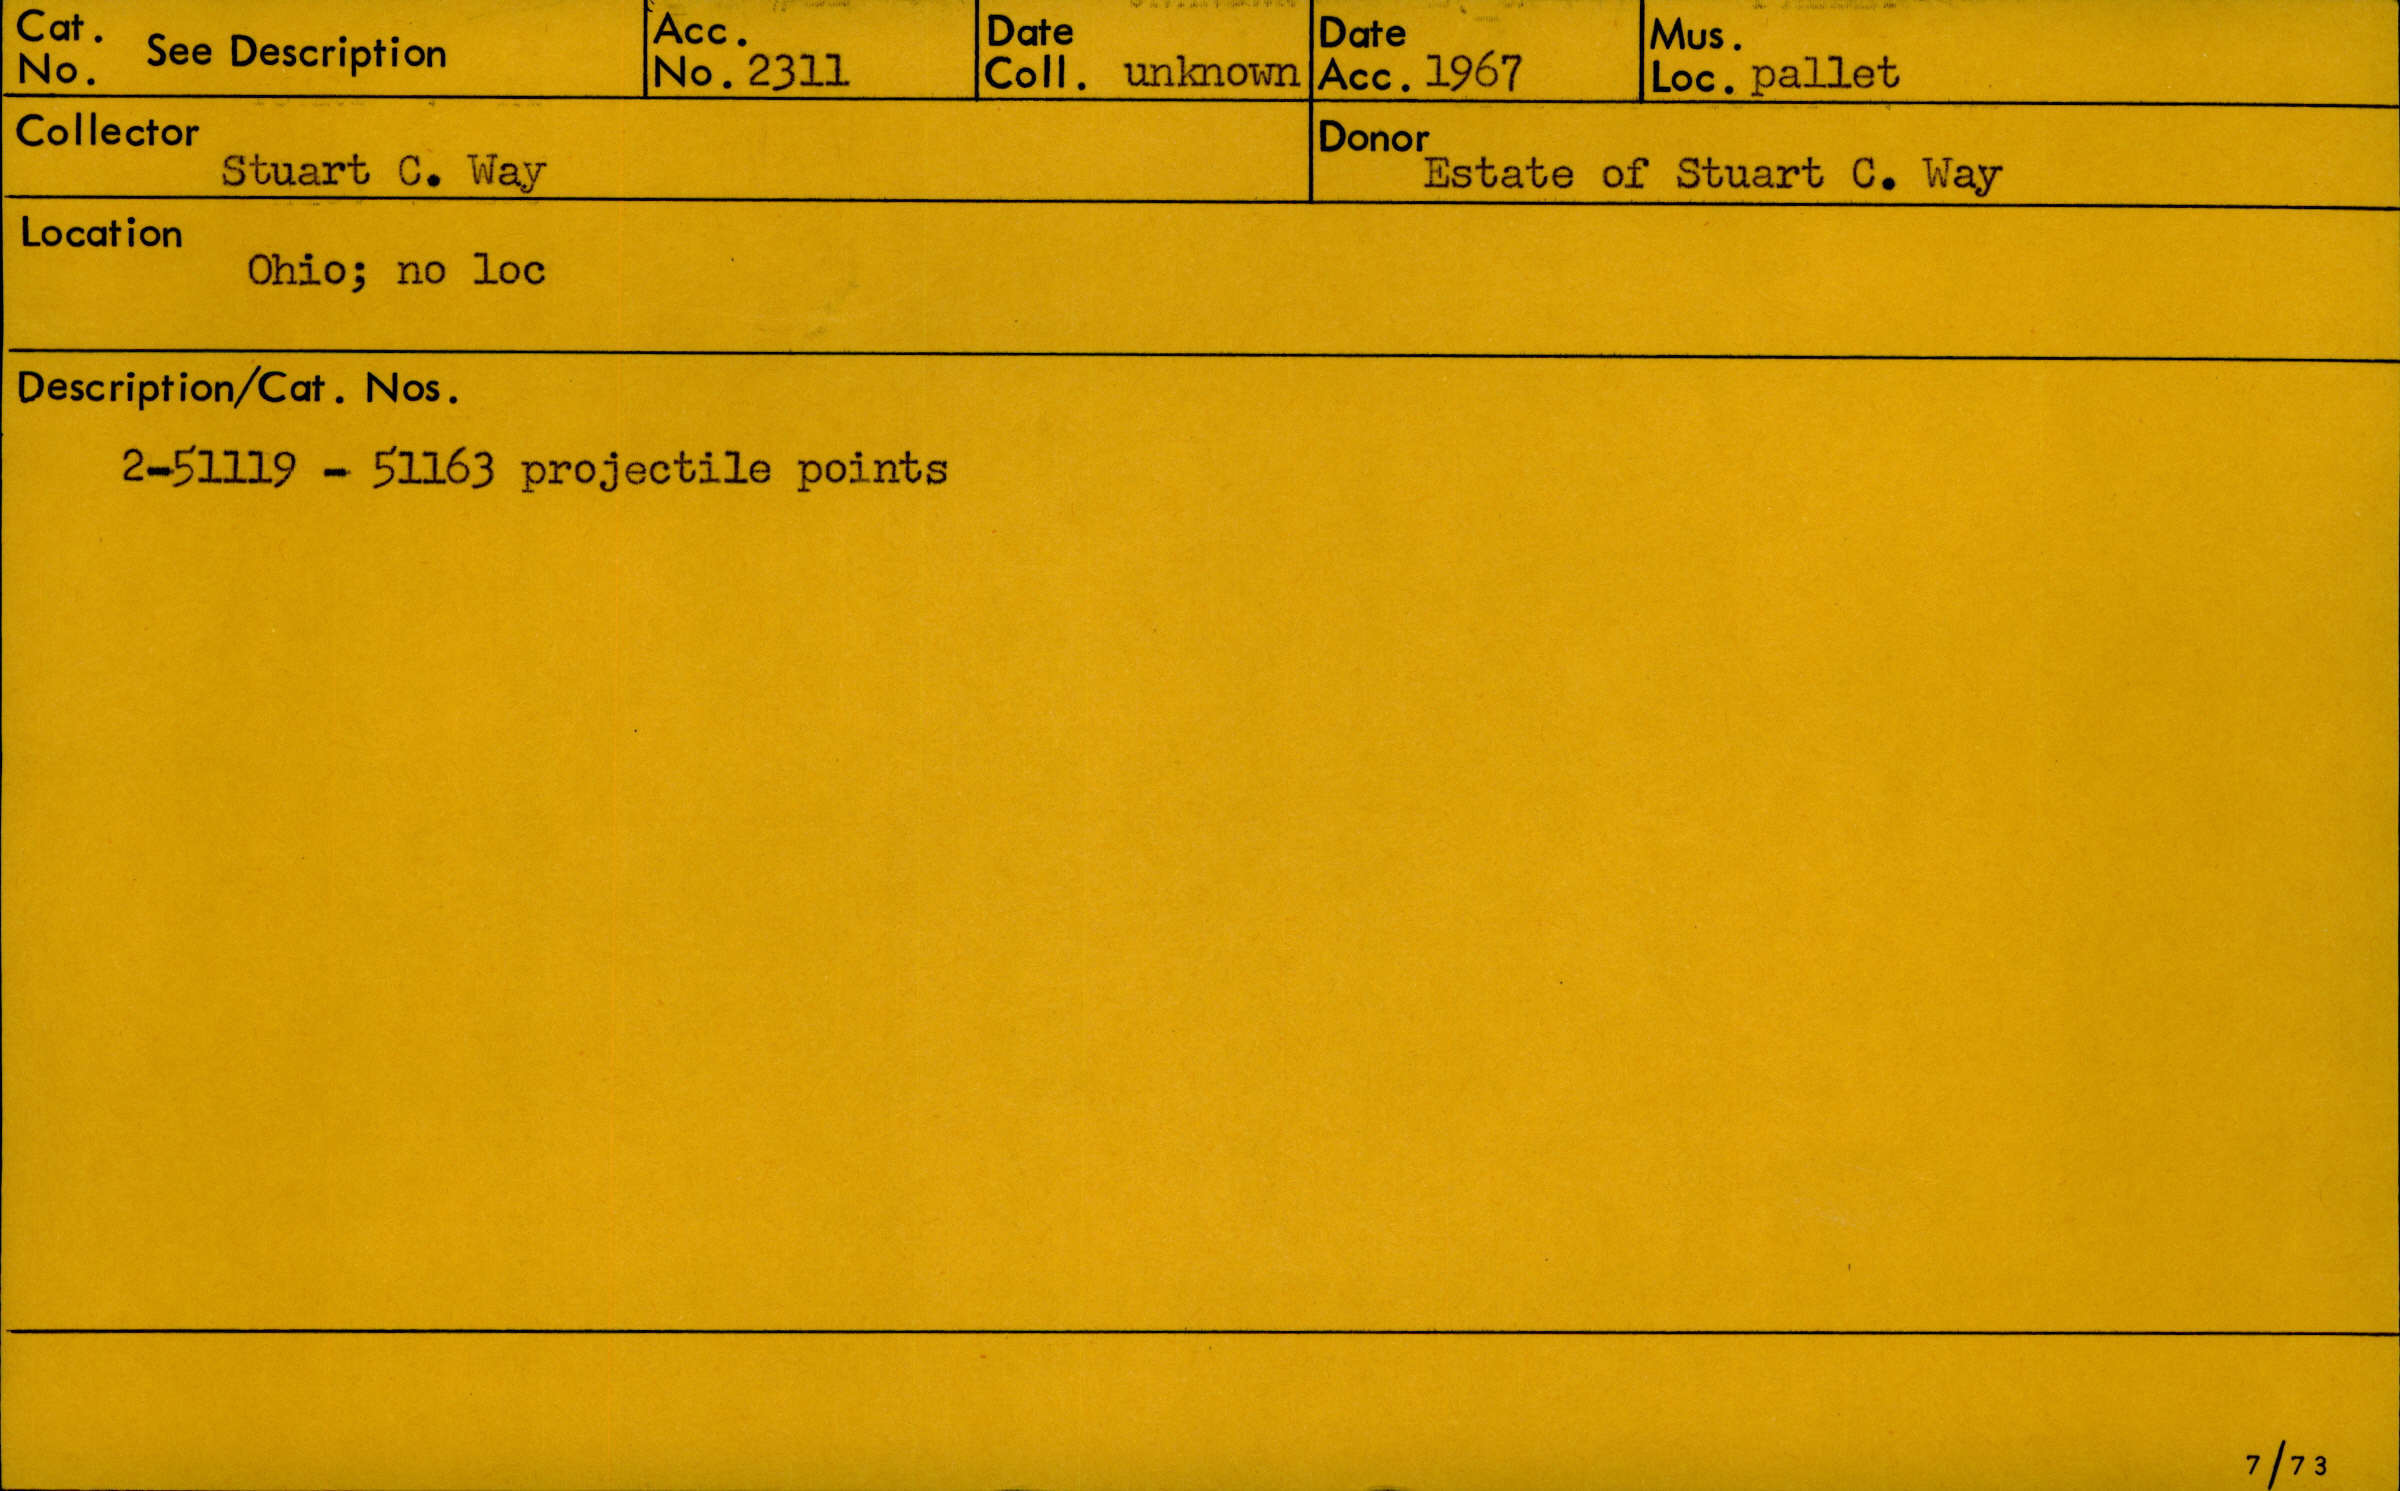 Cat. No. See Description
Acc. No. 2311
Date Coll. unknown
Date Acc. 1967
Mus. Loc. pallet
Collector
Stuart C. Way
Donor
Estate of Stuart C. Way
Location
Ohio; no loc
Description/Cat. Nos.
2-51119 - 51163 projectile points
7/73